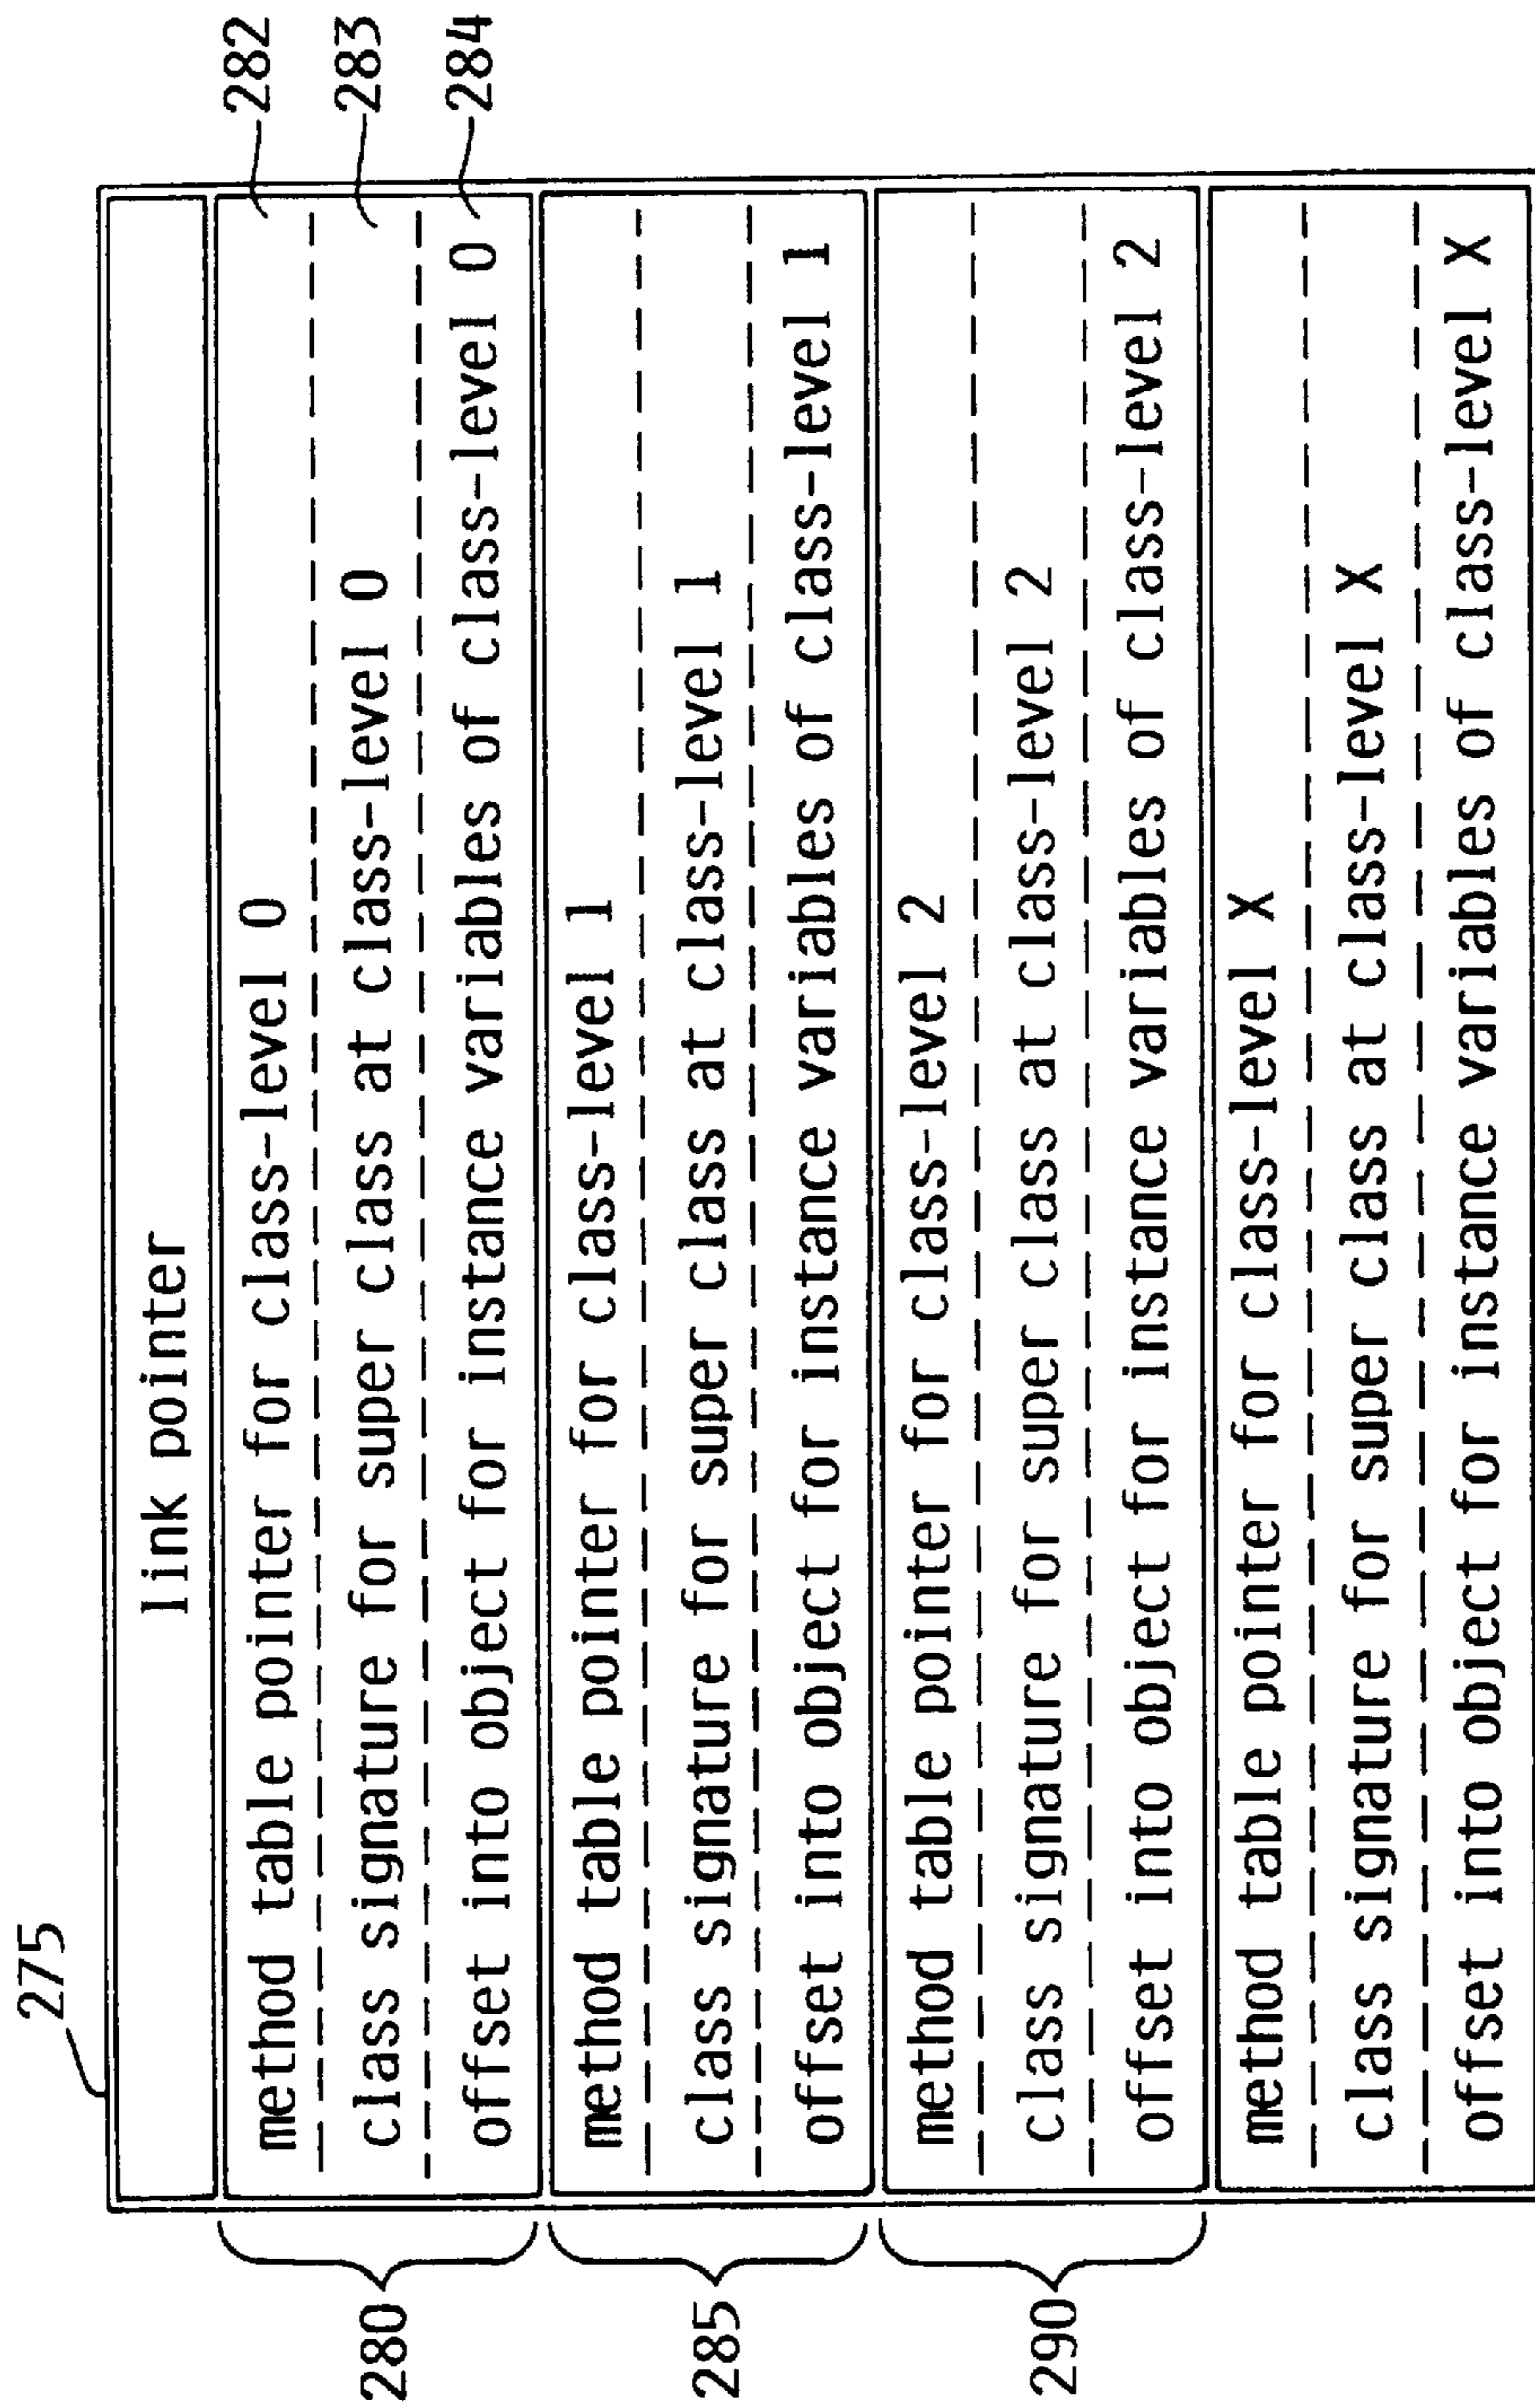 275
link pointer
method table pointer for class-level 0
282
class signature for super class at class-level 0
283
offset into object for instance variables of class-level 0
284
280
method table pointer for class-level 1
class signature for super class at class-level 1
offset into object for instance variables of class-level 1
285
method table pointer for class-level 2
class signature for super class at class-level 2
offset into object for instance variables of class-level 2
290
method table pointer for class-level X
class signature for super class at class-level X
offset into object for instance variables of class-level X